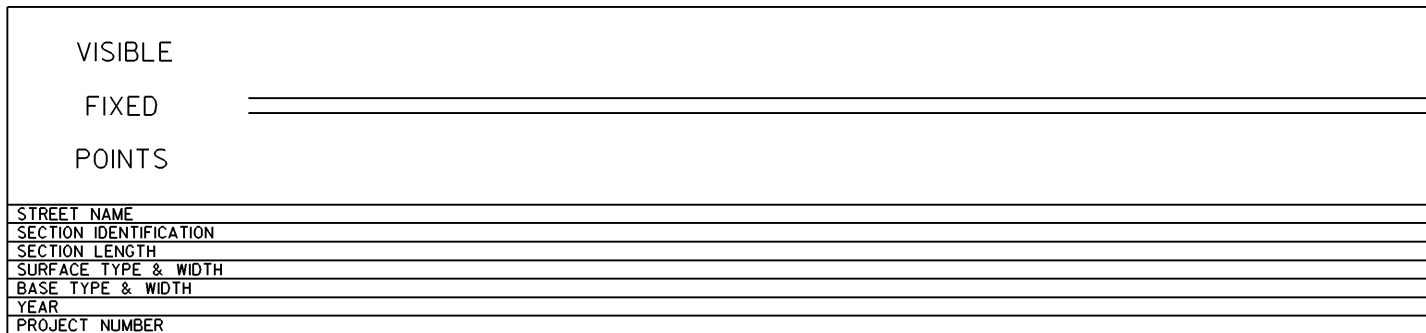 VISIBLE
FIXED
POINTS
STREET NAME
SECTION IDENTIFICATION
SECTION LENGTH
SURFACE TYPE & WIDTH
BASE TYPE & WIDTH
YEAR
PROJECT NUMBER